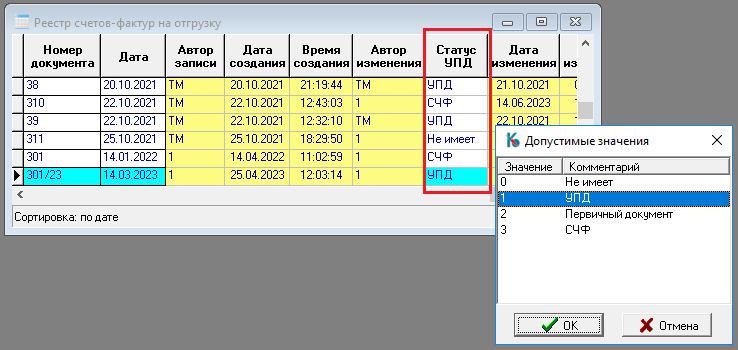 Реестр счетов-фактур на отгрузку
Номер документа Дата Автор записи Дата создания Время создания Автор изменения Статус УПД Дата изменения из
38 20.10.2021 ТМ 20.10.2021 21:19:44 ТМ УПД 21.10.2021
310 22.10.2021 ТМ 22.10.2021 12:43:03 1 СЧФ 14.06.2023
39 22.10.2021 ТМ 22.10.2021 12:32:10 ТМ УПД 22.10.2021
311 25.10.2021 ТМ 25.10.2021 18:29:50 1 Не имеет
301 14.01.2022 1 14.04.2022 11:02:59 1 СЧФ
301/23 14.03.2023 1 25.04.2023 12:03:14 1 УПД
Сортировка: по дате
Допустимые значения
Значение Комментарий
0 Не имеет
1 УПД
2 Первичный документ
3 СЧФ
OK Отмена